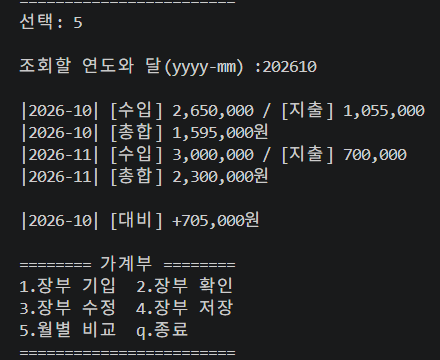 ========================
선택: 5
조회할 연도와 달(yyyy-mm) :202610
|2026-10| [수입] 2,650,000 / [지출] 1,055,000
|2026-10| [총합] 1,595,000원
|2026-11| [수입] 3,000,000 / [지출] 700,000
|2026-11| [총합] 2,300,000원
|2026-10| [대비] +705,000원
======== 가계부 ========
1.장부 기입  2.장부 확인
3.장부 수정  4.장부 저장
5.월별 비교  q.종료
========================